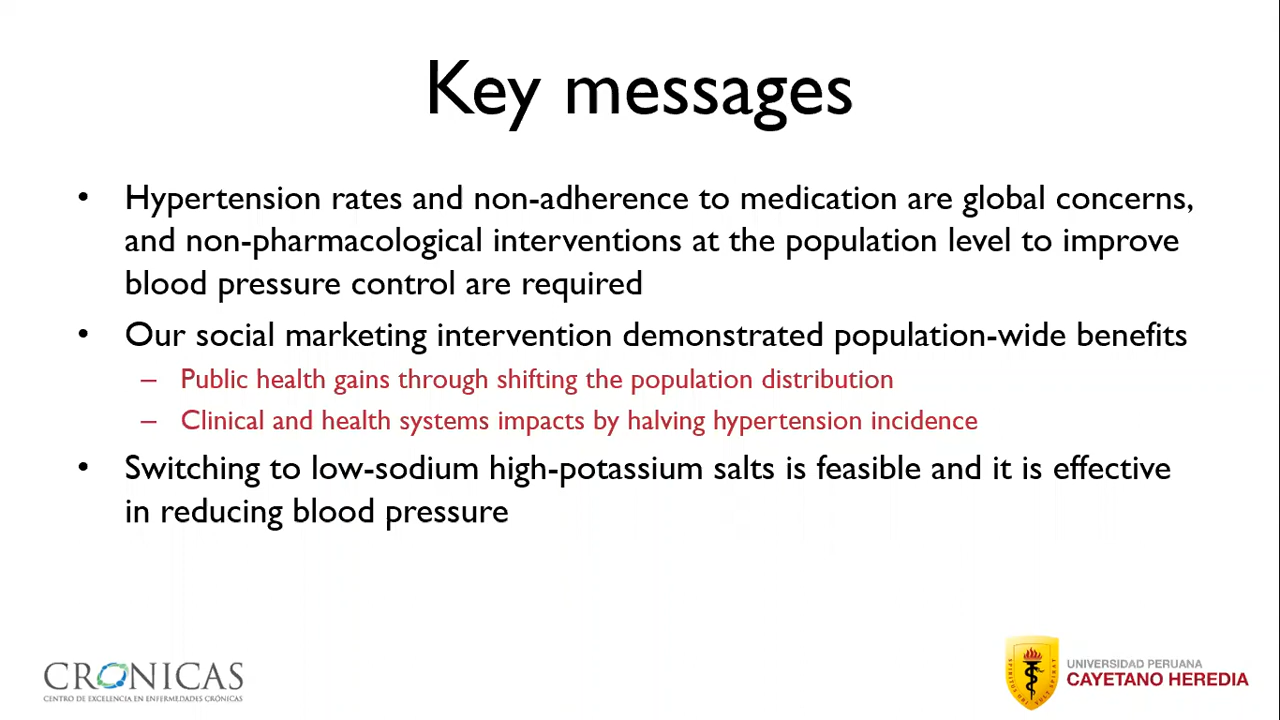 Key messages
• Hypertension rates and non-adherence to medication are global concerns,
and non-pharmacological interventions at the population level to improve
blood pressure control are required
• Our social marketing intervention demonstrated population-wide benefits
– Public health gains through shifting the population distribution
– Clinical and health systems impacts by halving hypertension incidence
• Switching to low-sodium high-potassium salts is feasible and it is effective
in reducing blood pressure
CRONICAS
CENTRO DE EXCELENCIA EN ENFERMEDADES CRÓNICAS
UNIVERSIDAD PERUANA
CAYETANO HEREDIA